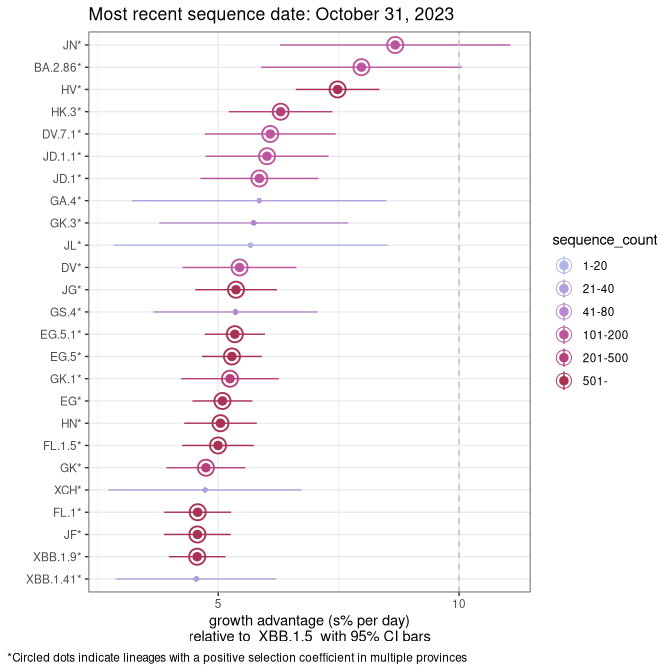 Most recent sequence date: October 31, 2023
JN*
BA.2.86*
HV*
HK.3*
DV.7.1*
JD.1.1*
JD.1*
GA.4*
GK.3*
JL*
DV*
JG*
GS.4*
EG.5.1*
EG.5*
GK.1*
EG*
HN*
FL.1.5*
GK*
XCH*
FL.1*
JF*
XBB.1.9*
XBB.1.41*
5 10
growth advantage (s% per day)
relative to XBB.1.5 with 95% CI bars
sequence_count
1-20
21-40
41-80
101-200
201-500
501-
*Circled dots indicate lineages with a positive selection coefficient in multiple provinces